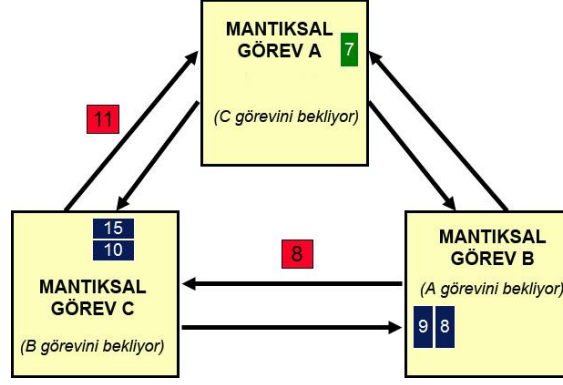 MANTIKSAL
GÖREV A
7
(C görevini bekliyor)
11
15
10
MANTIKSAL
GÖREV C
(B görevini bekliyor)
8
MANTIKSAL
GÖREV B
(A görevini bekliyor)
9 8